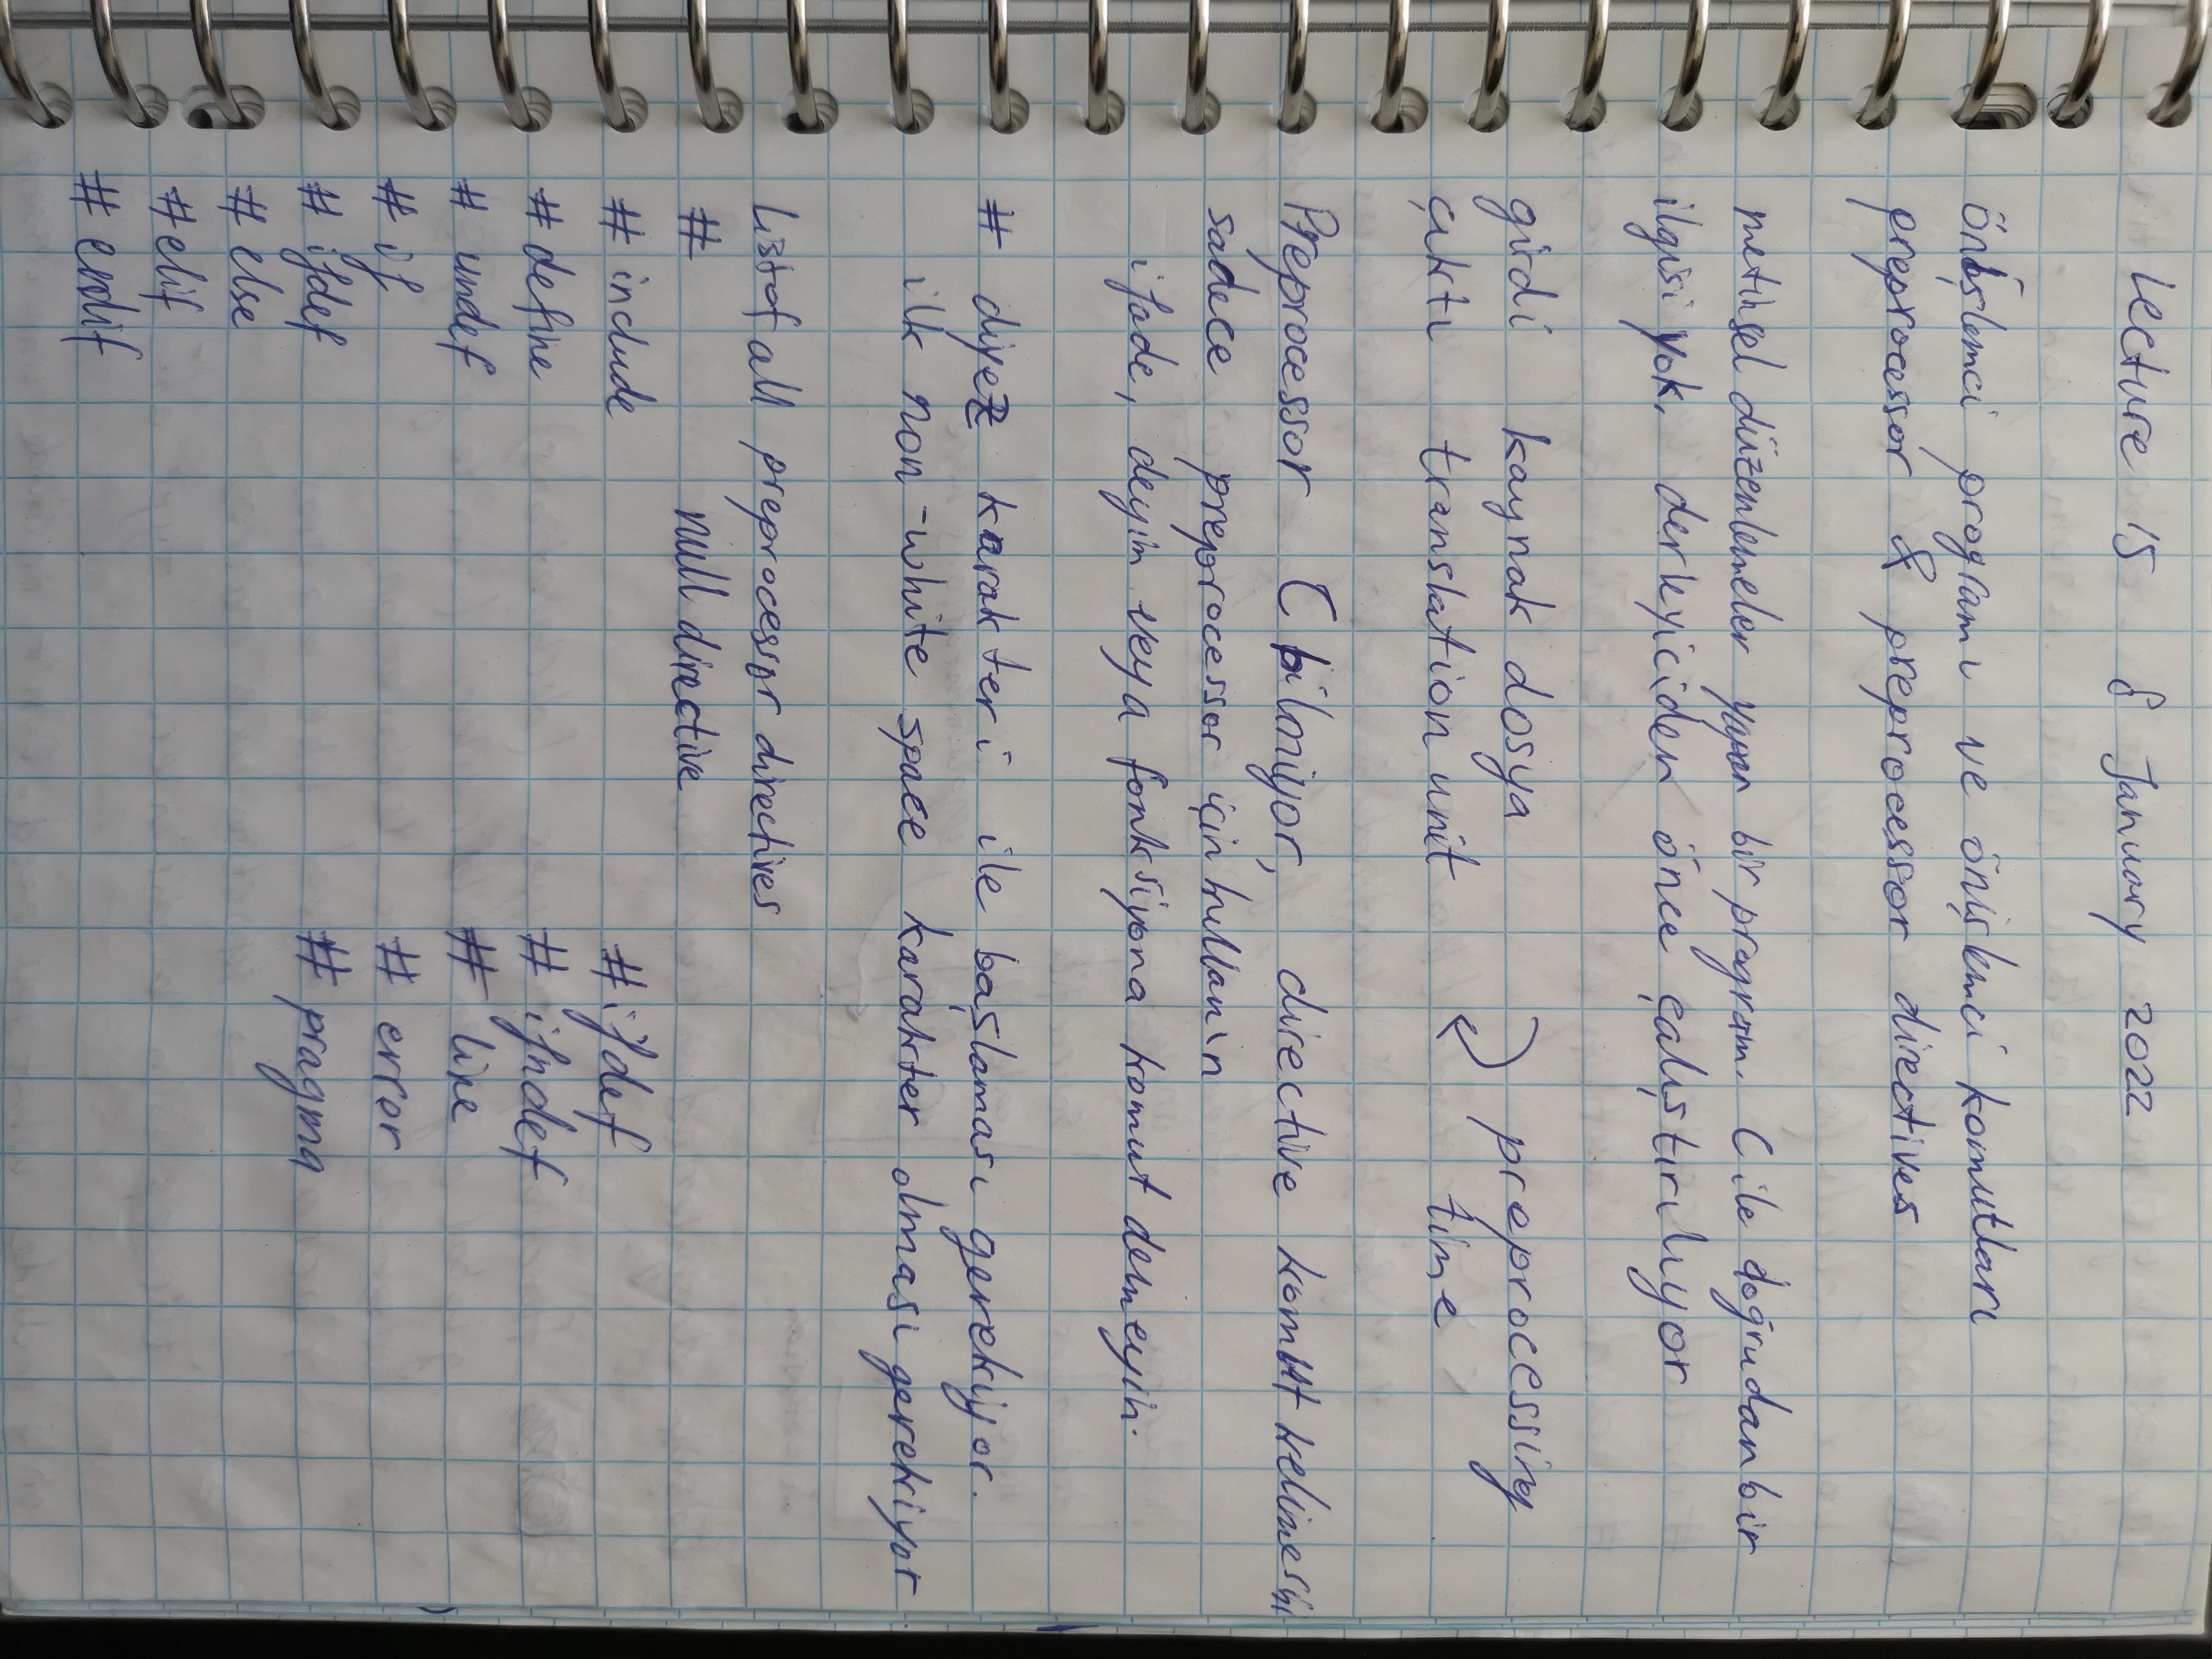 Lecture 15 8 January 2022
önişlemci programı ve önişlemci komutları
preprocessor & preprocessor directives
metinsel düzenlemeler yapan bir program. C ile doğrudan bir
ilgisi yok. derleyiciden önce çalıştırılıyor
girdi kaynak dosya preprocessing
çıktı translation unit time
Preprocessor C bilmiyor, directive komut kelimesini
sadece preprocessor için kullanın
ifade, deyim veya fonksiyona komut demeyin.
# diyez karakteri ile başlaması gerekiyor.
ilk non-white space karakter olması gerekiyor
List of all preprocessor directives
# null directive
# include
# define
# undef
# if
# ifdef
# else
#elif
# endif
# ifdef
# ifndef
# line
# error
# pragma